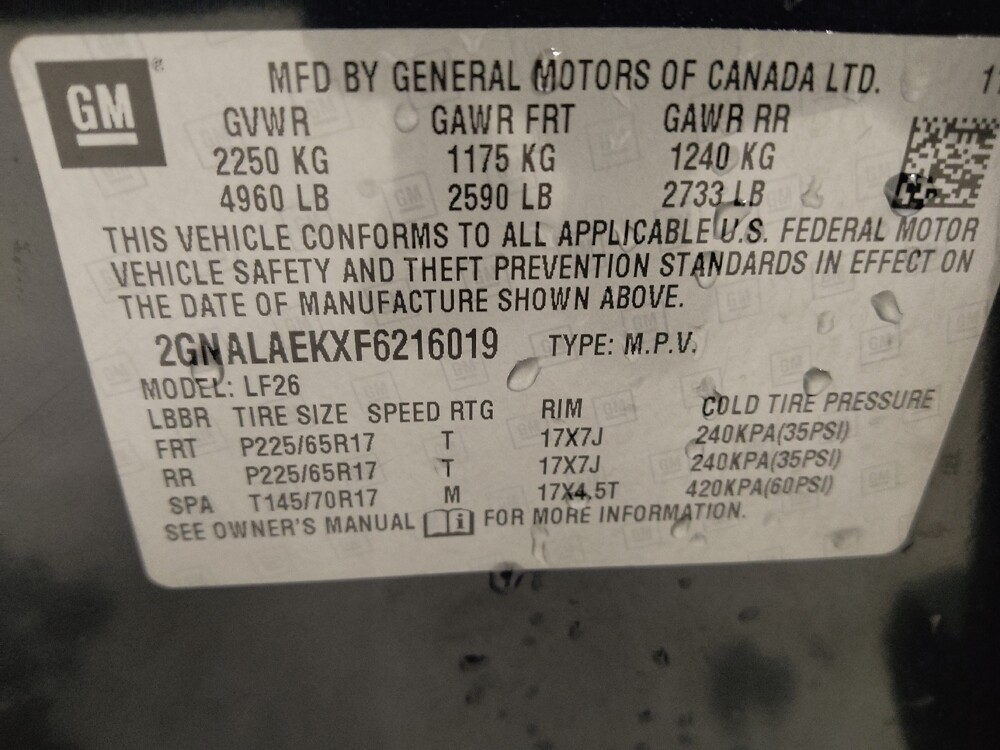 GM®
MFD BY GENERAL MOTORS OF CANADA LTD.
GVWR GAWR FRT GAWR RR
2250 KG 1175 KG 1240 KG
4960 LB 2590 LB 2733 LB
THIS VEHICLE CONFORMS TO ALL APPLICABLE U.S. FEDERAL MOTOR
VEHICLE SAFETY AND THEFT PREVENTION STANDARDS IN EFFECT ON
THE DATE OF MANUFACTURE SHOWN ABOVE.
2GNALAEKXF6216019 TYPE: M.P.V.
MODEL: LF26
LBBR TIRE SIZE SPEED RTG RIM COLD TIRE PRESSURE
FRT P225/65R17 T 17X7J 240KPA(35PSI)
RR P225/65R17 T 17X7J 240KPA(35PSI)
SPA T145/70R17 M 17X4.5T 420KPA(60PSI)
SEE OWNER'S MANUAL FOR MORE INFORMATION.